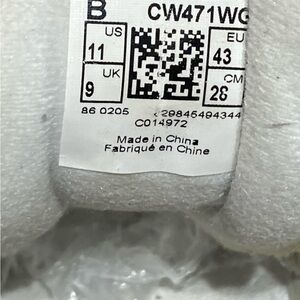 B CW471WG
US EU
11 43
UK CM
9 28
86 0205 29845494344
C014972
Made in China
Fabriqué en Chine